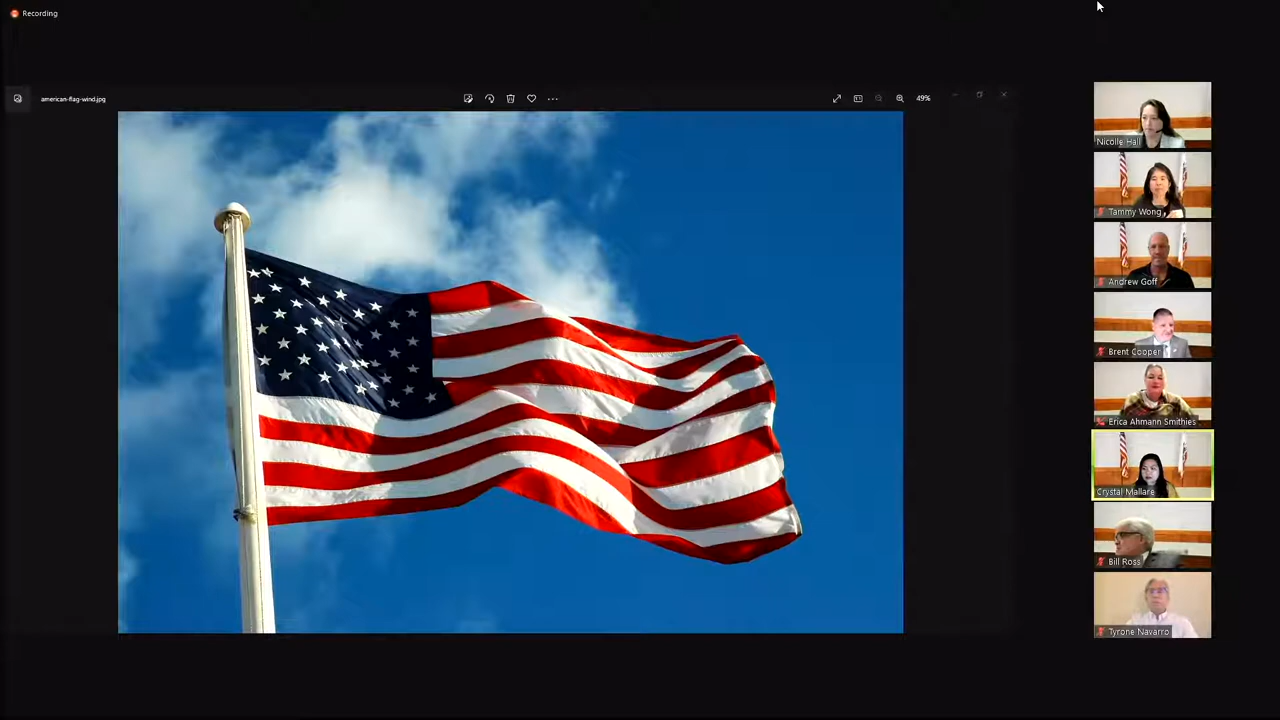 Recording
american-flag-wind.jpg
49%
Nicolle Hall
Tammy Wong
Andrew Goff
Brent Cooper
Erica Ahmann Smithies
Crystal Mallare
Bill Ross
Tyrone Navarro